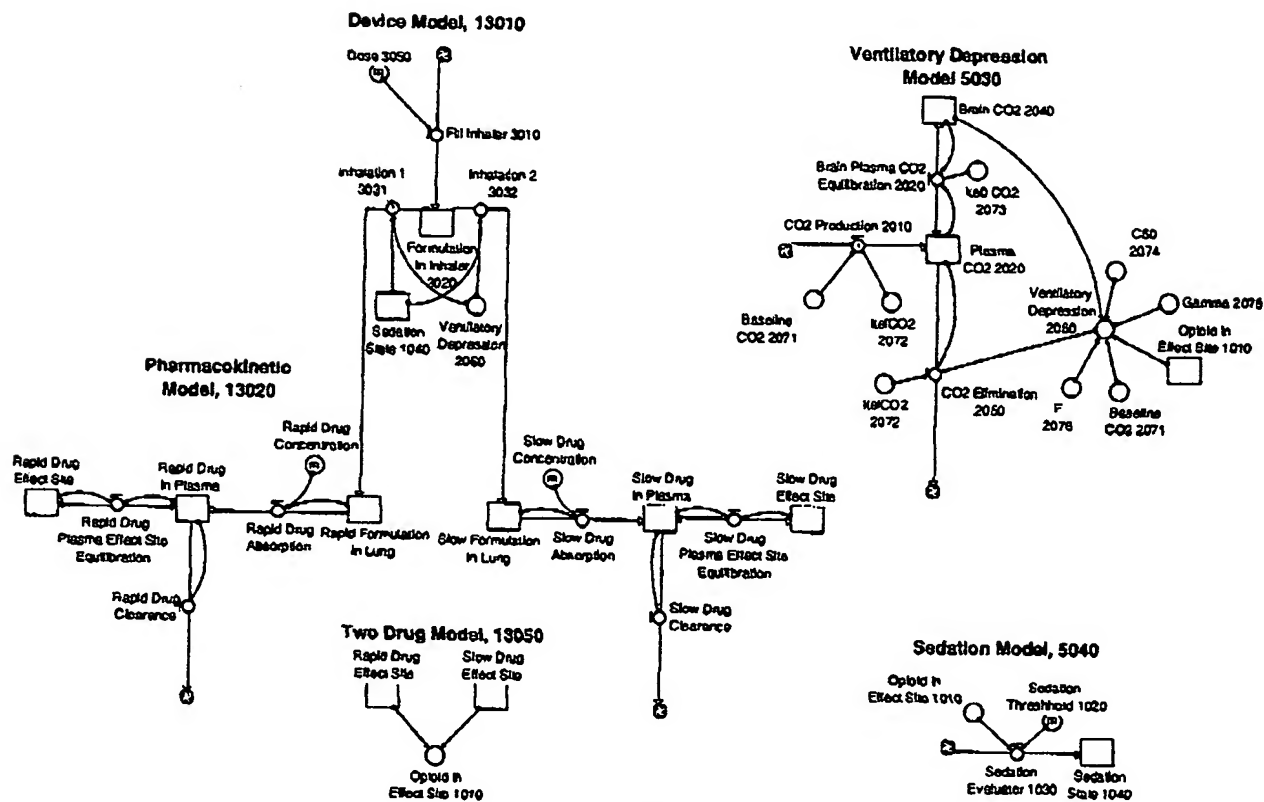 Device Model, 13010
Dose 3050
Fill Inhaler 3010
Inhalation 1
3031
Inhalation 2
3032
Formulation
in Inhaler
3020
Sedation
State 1040
Ventilatory
Depression
2060
Ventilatory Depression
Model 5030
Brain CO2 2040
Brain Plasma CO2
Equilibration 2020
ke0 CO2
2073
CO2 Production 2010
Plasma
CO2 2020
Baseline
CO2 2071
kelCO2
2072
C50
2074
Ventilatory
Depression
2060
Gamma 2075
Opioid in
Effect Site 1010
kelCO2
2072
CO2 Elimination
2050
F
2076
Baseline
CO2 2071
Pharmacokinetic
Model, 13020
Rapid Drug
Effect Site
Rapid Drug
in Plasma
Rapid Drug
Concentration
Rapid Drug
Plasma Effect Site
Equilibration
Rapid Drug
Absorption
Rapid Formulation
in Lung
Rapid Drug
Clearance
Slow Drug
Concentration
Slow Drug
in Plasma
Slow Drug
Effect Site
Slow Formulation
in Lung
Slow Drug
Absorption
Slow Drug
Plasma Effect Site
Equilibration
Slow Drug
Clearance
Two Drug Model, 13050
Rapid Drug
Effect Site
Slow Drug
Effect Site
Opioid in
Effect Site 1010
Sedation Model, 5040
Opioid in
Effect Site 1010
Sedation
Threshhold 1020
Sedation
Evaluater 1030
Sedation
State 1040